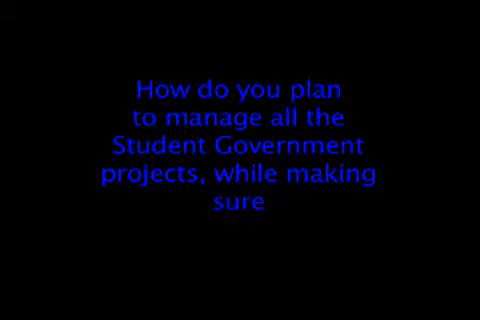 How do you plan
to manage all the
Student Government
projects, while making
sure